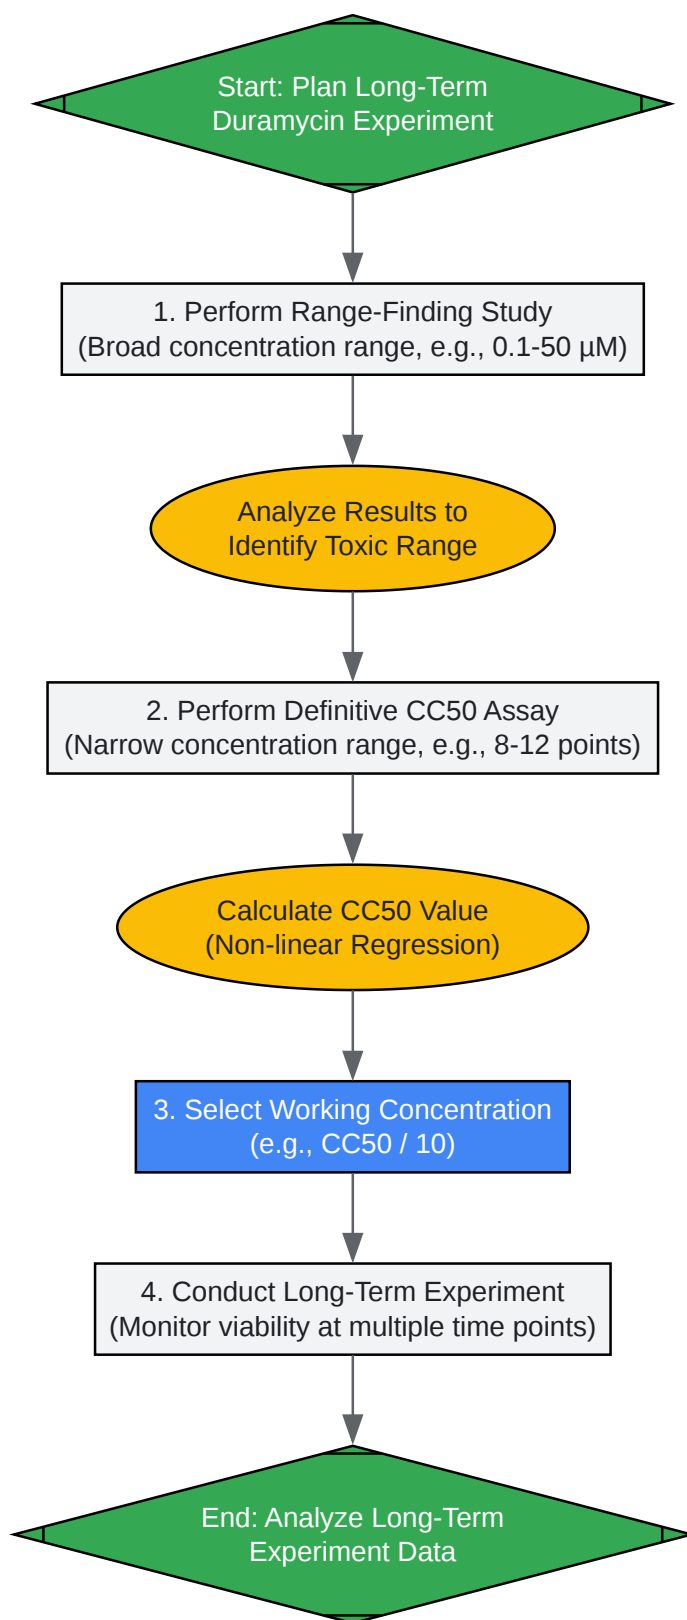 Start: Plan Long-Term
Duramycin Experiment
1. Perform Range-Finding Study
(Broad concentration range, e.g., 0.1-50 µM)
Analyze Results to
Identify Toxic Range
2. Perform Definitive CC50 Assay
(Narrow concentration range, e.g., 8-12 points)
Calculate CC50 Value
(Non-linear Regression)
3. Select Working Concentration
(e.g., CC50 / 10)
4. Conduct Long-Term Experiment
(Monitor viability at multiple time points)
End: Analyze Long-Term
Experiment Data